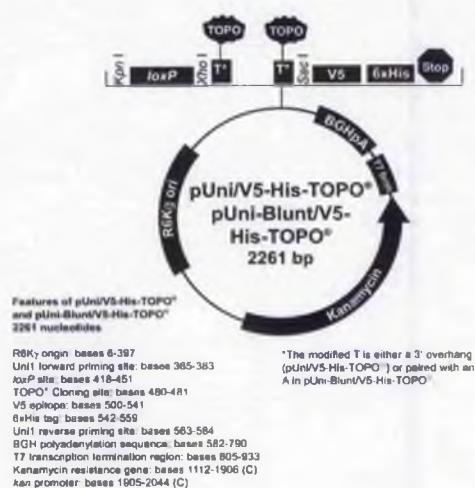 TOPO
TOPO
Kpn I
loxP
Xho I
T*
T*
Sac I
V5
6xHis
Stop
BGHpA
T7 term
R6Kγ ori
Kanamycin
pUni/V5-His-TOPO®
pUni-Blunt/V5-
His-TOPO®
2261 bp
Features of pUni/V5-His-TOPO®
and pUni-Blunt/V5-His-TOPO®
2261 nucleotides
R6Kγ origin: bases 6-397
Uni1 forward priming site: bases 365-383
loxP site: bases 418-451
TOPO® Cloning site: bases 480-481
V5 epitope: bases 500-541
6xHis tag: bases 542-559
Uni1 reverse priming site: bases 563-584
BGH polyadenylation sequence: bases 582-790
T7 transcription termination region: bases 805-933
Kanamycin resistance gene: bases 1112-1906 (C)
kan promoter: bases 1905-2044 (C)
*The modified T is either a 3' overhang
(pUni/V5-His-TOPO®) or paired with an
A in pUni-Blunt/V5-His-TOPO®